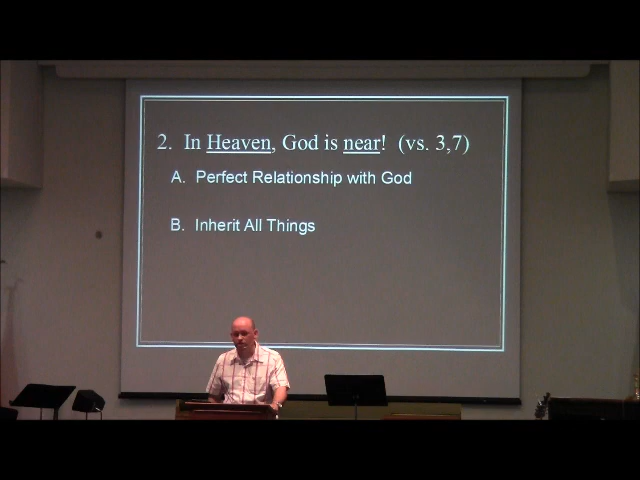 2. In Heaven, God is near! (vs. 3,7)
A. Perfect Relationship with God
B. Inherit All Things